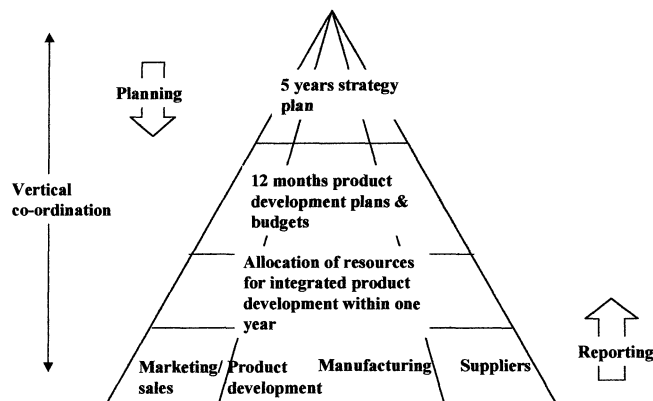 5 years strategy
plan
Planning
12 months product
development plans &
budgets
Vertical
co-ordination
Allocation of resources
for integrated product
development within one
year
Reporting
Marketing/
sales
Product
development
Manufacturing
Suppliers